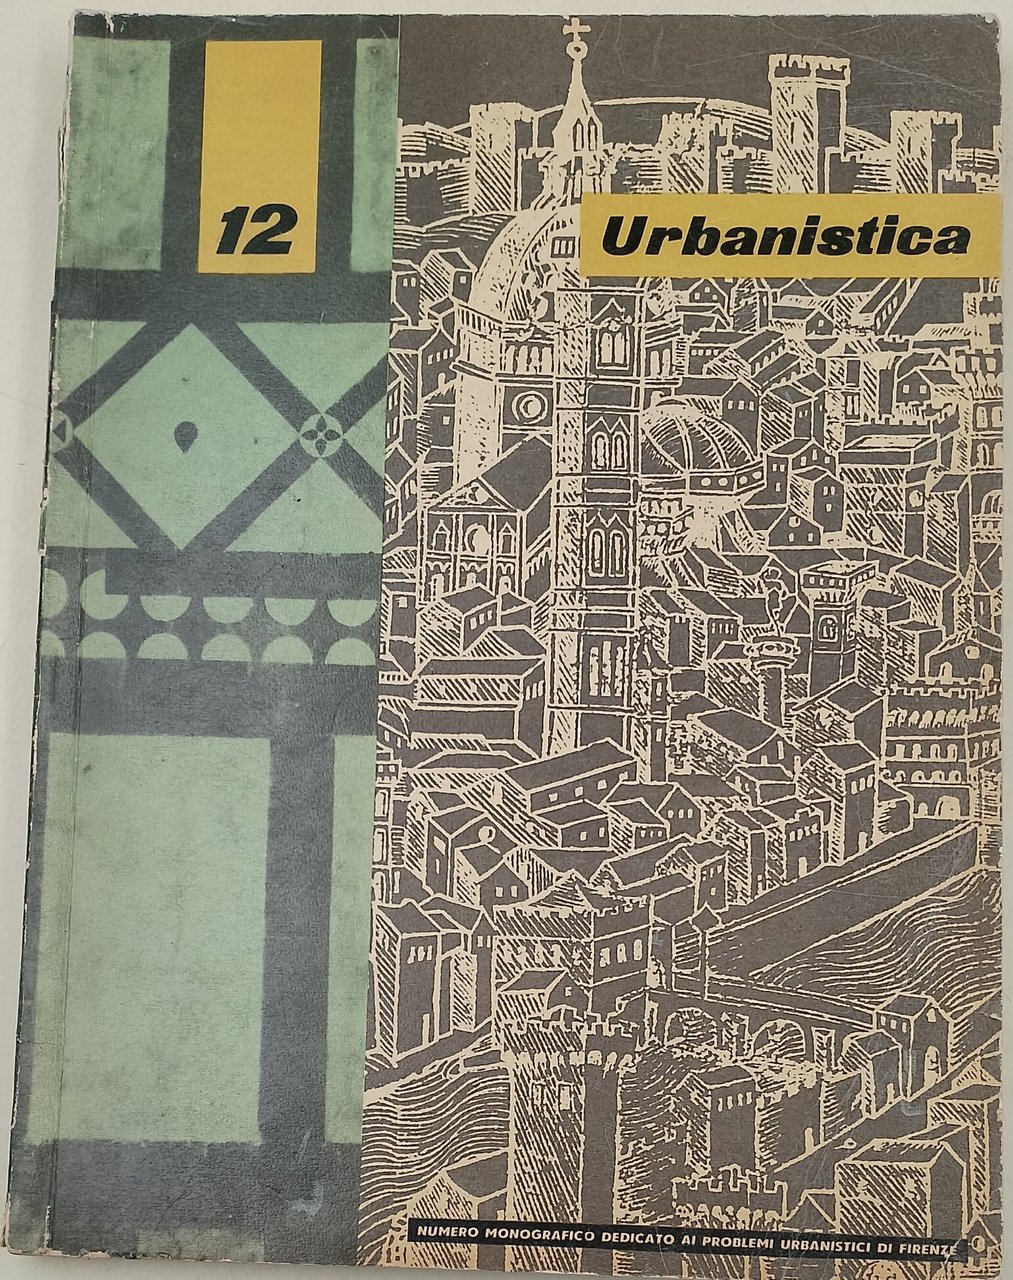 12
Urbanistica
NUMERO MONOGRAFICO DEDICATO AI PROBLEMI URBANISTICI DI FIRENZE